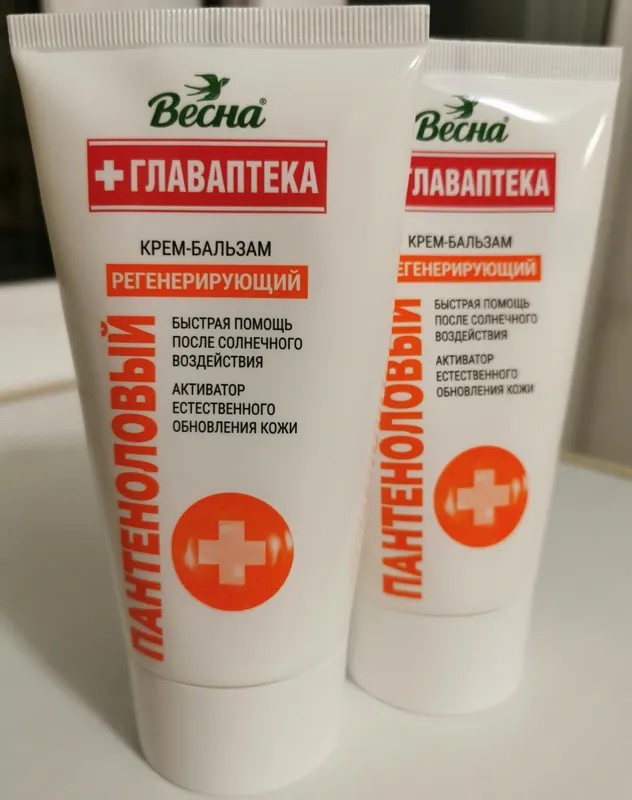 Весна®
+ГЛАВАПТЕКА
КРЕМ-БАЛЬЗАМ
РЕГЕНЕРИРУЮЩИЙ
ПАНТЕНОЛОВЫЙ
БЫСТРАЯ ПОМОЩЬ
ПОСЛЕ СОЛНЕЧНОГО
ВОЗДЕЙСТВИЯ
АКТИВАТОР
ЕСТЕСТВЕННОГО
ОБНОВЛЕНИЯ КОЖИ
Весна®
ГЛАВАПТЕКА
КРЕМ-БАЛЬЗАМ
ЕГЕНЕРИРУЮЩИЙ
ПАНТЕНОЛОВЫЙ
БЫСТРАЯ ПОМОЩЬ
ПОСЛЕ СОЛНЕЧНОГО
ВОЗДЕЙСТВИЯ
АКТИВАТОР
ЕСТЕСТВЕННОГО
ОБНОВЛЕНИЯ КОЖИ